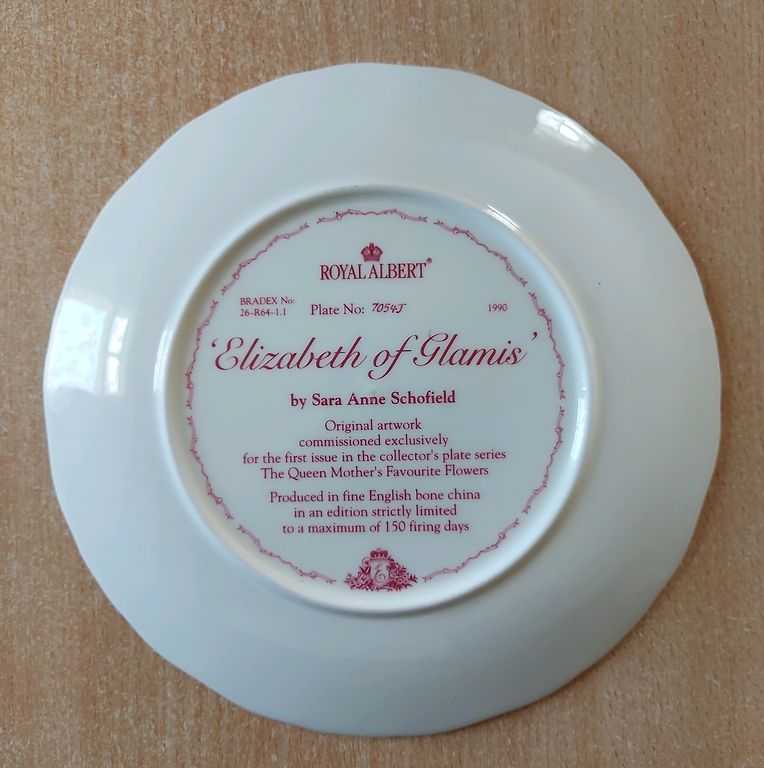 ROYAL ALBERT®
BRADEX No:
26-R64-1.1
Plate No: 7054J
1990
'Elizabeth of Glamis'
by Sara Anne Schofield
Original artwork
commissioned exclusively
for the first issue in the collector's plate series
The Queen Mother's Favourite Flowers
Produced in fine English bone china
in an edition strictly limited
to a maximum of 150 firing days
E